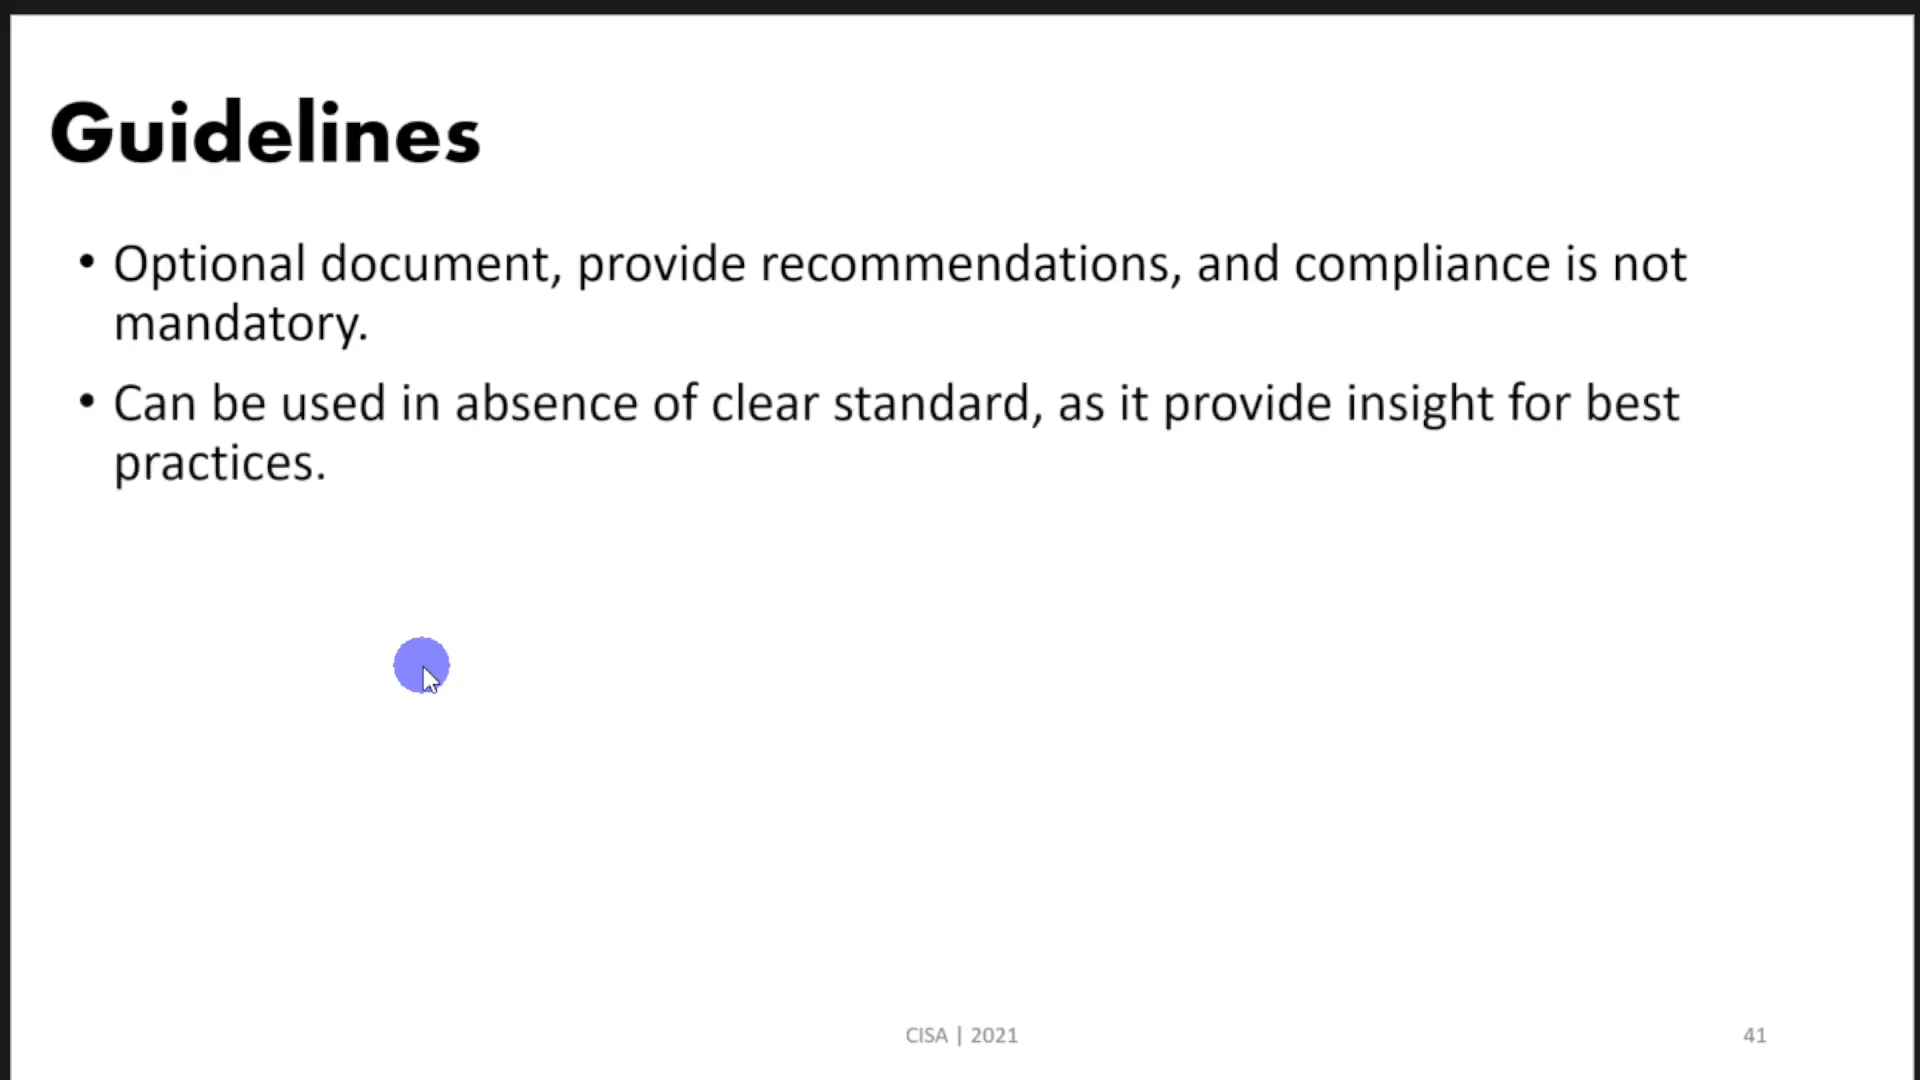 Guidelines
• Optional document, provide recommendations, and compliance is not
mandatory.
• Can be used in absence of clear standard, as it provide insight for best
practices.
CISA | 2021
41